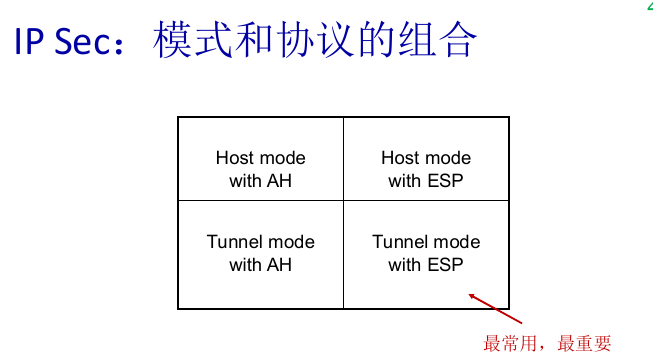 IP Sec：模式和协议的组合
Host mode
with AH
Host mode
with ESP
Tunnel mode
with AH
Tunnel mode
with ESP
最常用，最重要